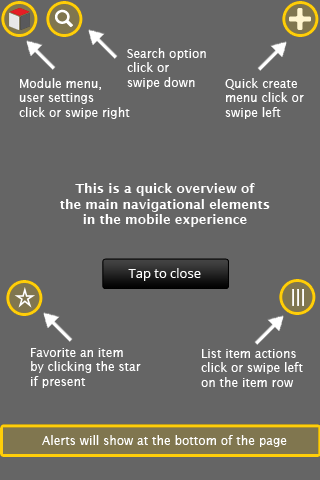 Search option
click or
swipe down
Module menu,
user settings
click or swipe right
Quick create
menu click or
swipe left
This is a quick overview of
the main navigational elements
in the mobile experience
Tap to close
Favorite an item
by clicking the star
if present
List item actions
click or swipe left
on the item row
Alerts will show at the bottom of the page